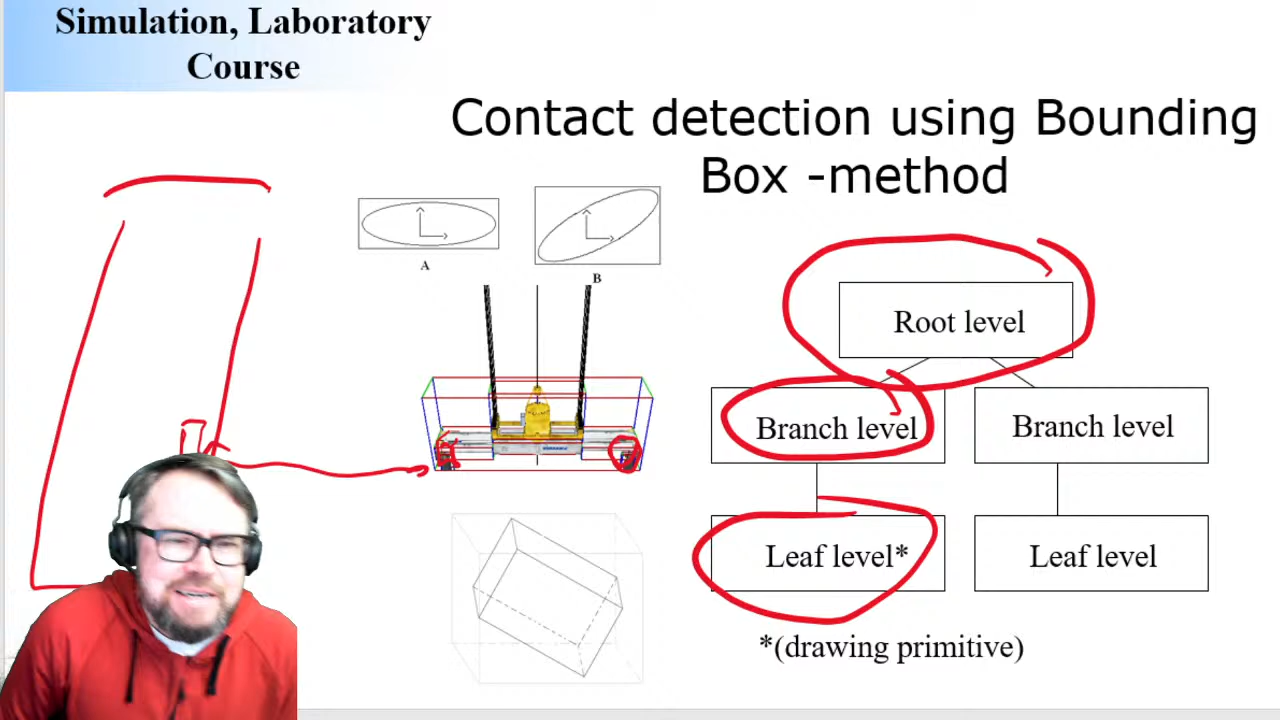 Simulation, Laboratory
Course
Contact detection using Bounding
Box -method
A
B
Root level
Branch level
Branch level
Leaf level*
Leaf level
*(drawing primitive)